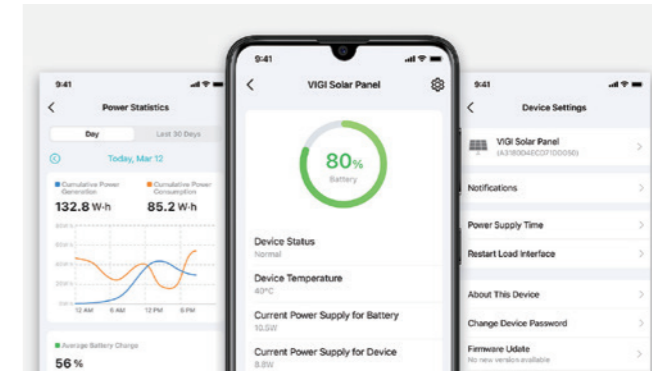 9:41
Power Statistics
Day
Last 30 Days
Today, Mar 12
Cumulative Power
Generation
132.8 W·h
Cumulative Power
Consumption
85.2 W·h
12 AM
6 AM
12 PM
6 PM
Average Battery Charge
56 %
9:41
VIGI Solar Panel
80%
Battery
Device Status
Normal
Device Temperature
40°C
Current Power Supply for Battery
10.5W
Current Power Supply for Device
8.8W
9:41
Device Settings
VIGI Solar Panel
Notifications
Power Supply Time
Restart Load Interface
About This Device
Change Device Password
Firmware Udate
No new version available